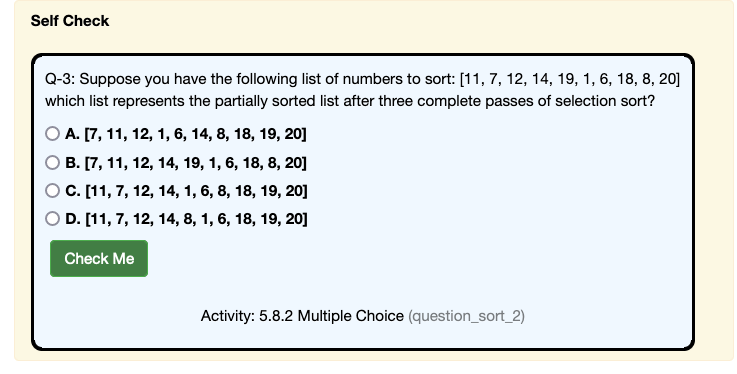 Self Check
Q-3: Suppose you have the following list of numbers to sort: [11, 7, 12, 14, 19, 1, 6, 18, 8, 20]
which list represents the partially sorted list after three complete passes of selection sort?
A. [7, 11, 12, 1, 6, 14, 8, 18, 19, 20]
B. [7, 11, 12, 14, 19, 1, 6, 18, 8, 20]
C. [11, 7, 12, 14, 1, 6, 8, 18, 19, 20]
D. [11, 7, 12, 14, 8, 1, 6, 18, 19, 20]
Check Me
Activity: 5.8.2 Multiple Choice (question_sort_2)